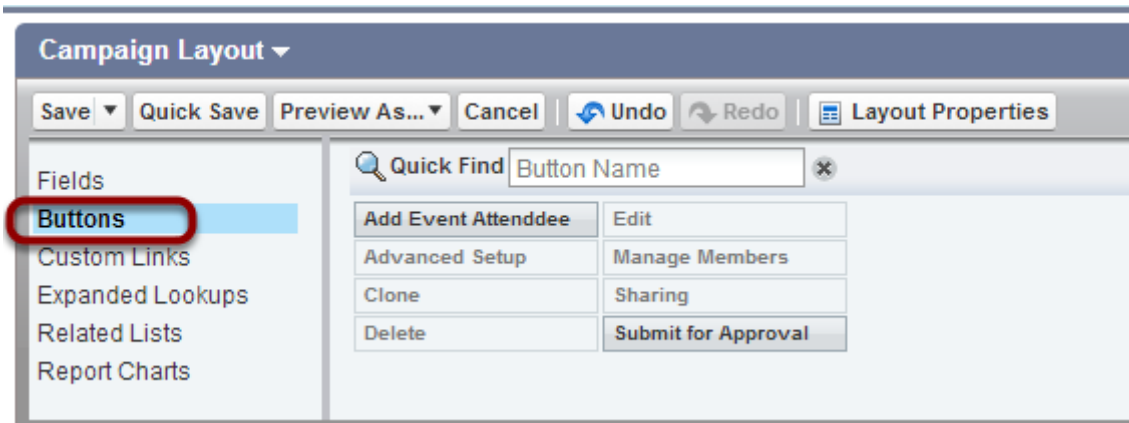 Campaign Layout
Save Quick Save Preview As... Cancel Undo Redo Layout Properties
Fields
Buttons
Custom Links
Expanded Lookups
Related Lists
Report Charts
Quick Find Button Name
Add Event Attenddee Edit
Advanced Setup Manage Members
Clone Sharing
Delete Submit for Approval